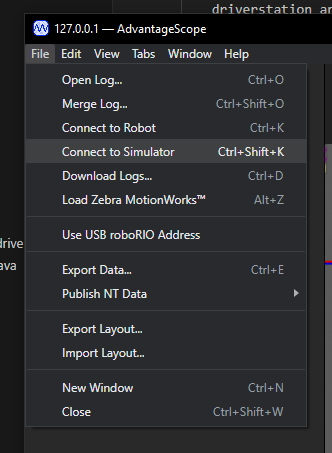 driverstation an
127.0.0.1 — AdvantageScope
File Edit View Tabs Window Help
Open Log... Ctrl+O
Merge Log... Ctrl+Shift+O
Connect to Robot Ctrl+K
Connect to Simulator Ctrl+Shift+K
Download Logs... Ctrl+D
Load Zebra MotionWorks™ Alt+Z
Use USB roboRIO Address
drive
ava
Export Data... Ctrl+E
Publish NT Data
Export Layout...
Import Layout...
New Window Ctrl+N
Close Ctrl+Shift+W